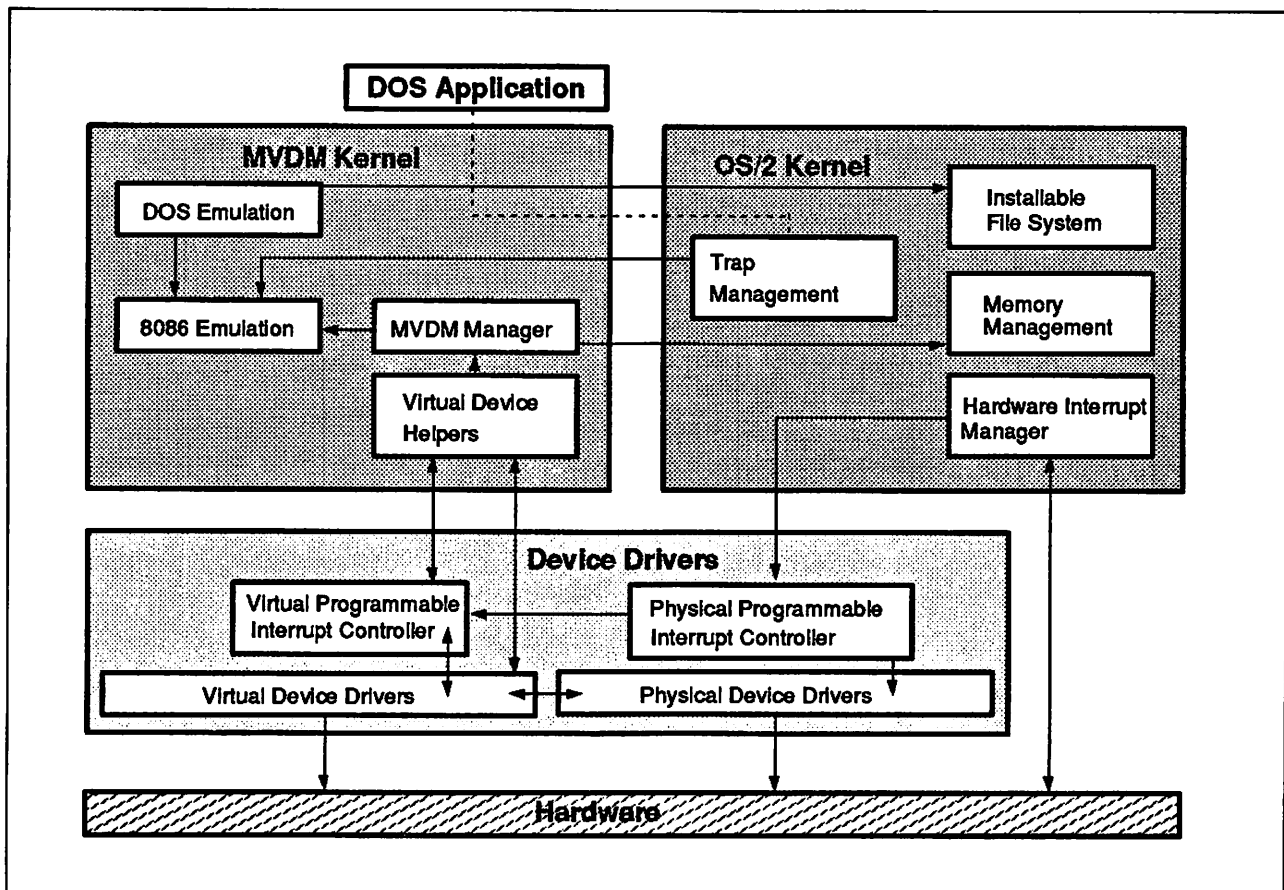 DOS Application
MVDM Kernel
DOS Emulation
8086 Emulation
MVDM Manager
Virtual Device
Helpers
OS/2 Kernel
Installable
File System
Trap
Management
Memory
Management
Hardware Interrupt
Manager
Device Drivers
Virtual Programmable
Interrupt Controller
Physical Programmable
Interrupt Controller
Virtual Device Drivers
Physical Device Drivers
Hardware